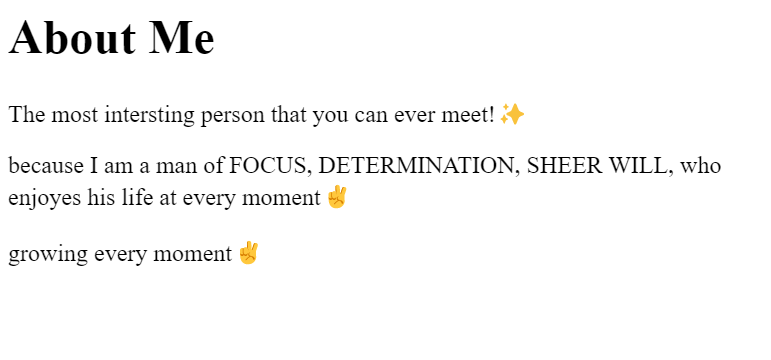 About Me
The most intersting person that you can ever meet! ✨
because I am a man of FOCUS, DETERMINATION, SHEER WILL, who
enjoyes his life at every moment ✌
growing every moment ✌